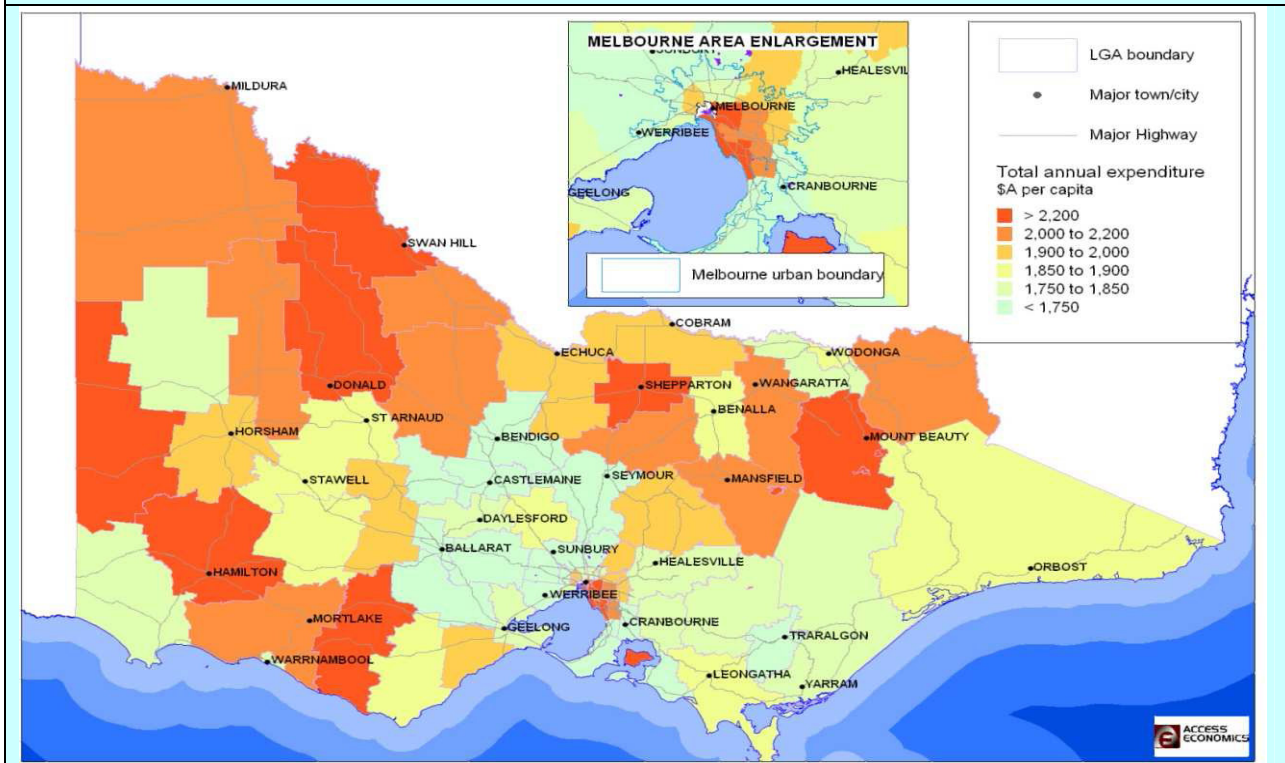 MELBOURNE AREA ENLARGEMENT
HEALESVIL
MELBOURNE
WERRIBEE
GEELONG
CRANBOURNE
Melbourne urban boundary
LGA boundary
Major town/city
Major Highway
Total annual expenditure
$A per capita
> 2,200
2,000 to 2,200
1,900 to 2,000
1,850 to 1,900
1,750 to 1,850
< 1,750
MILDURA
SWAN HILL
COBRAM
ECHUCA
WODONGA
DONALD
SHEPPARTON
WANGARATTA
ST ARNAUD
BENALLA
HORSHAM
BENDIGO
MOUNT BEAUTY
STAWELL
CASTLEMAINE
SEYMOUR
MANSFIELD
DAYLESFORD
BALLARAT
SUNBURY
HEALESVILLE
ORBOST
HAMILTON
WERRIBEE
MORTLAKE
GEELONG
CRANBOURNE
TRARALGON
WARRNAMBOOL
LEONGATHA
YARRAM
ACCESS
ECONOMICS